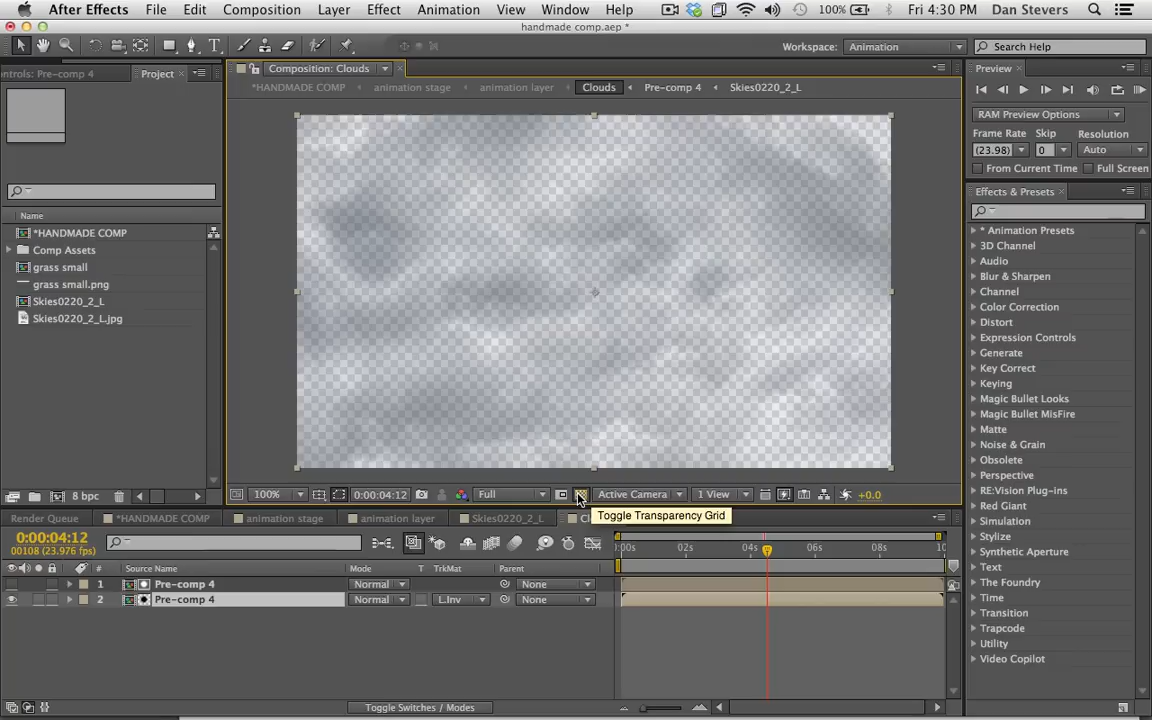 After Effects File Edit Composition Layer Effect Animation View Window Help 100% Fri 4:30 PM Dan Stevers
handmade comp.aep *
Workspace: Animation Search Help
ontrols: Pre-comp 4 Project
Composition: Clouds
*HANDMADE COMP animation stage animation layer Clouds Pre-comp 4 Skies0220_2_L
Name
*HANDMADE COMP
Comp Assets
grass small
grass small.png
Skies0220_2_L
Skies0220_2_L.jpg
8 bpc
100% 0:00:04:12 Full Active Camera 1 View +0.0
Toggle Transparency Grid
Preview
RAM Preview Options
Frame Rate Skip Resolution
(23.98) 0 Auto
From Current Time Full Screen
Effects & Presets
* Animation Presets
3D Channel
Audio
Blur & Sharpen
Channel
Color Correction
Distort
Expression Controls
Generate
Key Correct
Keying
Magic Bullet Looks
Magic Bullet MisFire
Matte
Noise & Grain
Obsolete
Perspective
RE:Vision Plug-ins
Red Giant
Simulation
Stylize
Synthetic Aperture
Text
The Foundry
Time
Transition
Trapcode
Utility
Video Copilot
Render Queue *HANDMADE COMP animation stage animation layer Skies0220_2_L Cl
0:00:04:12
00108 (23.976 fps)
:00s 02s 04s 06s 08s 10
# Source Name Mode T TrkMat Parent
1 Pre-comp 4 Normal None
2 Pre-comp 4 Normal L.Inv None
Toggle Switches / Modes